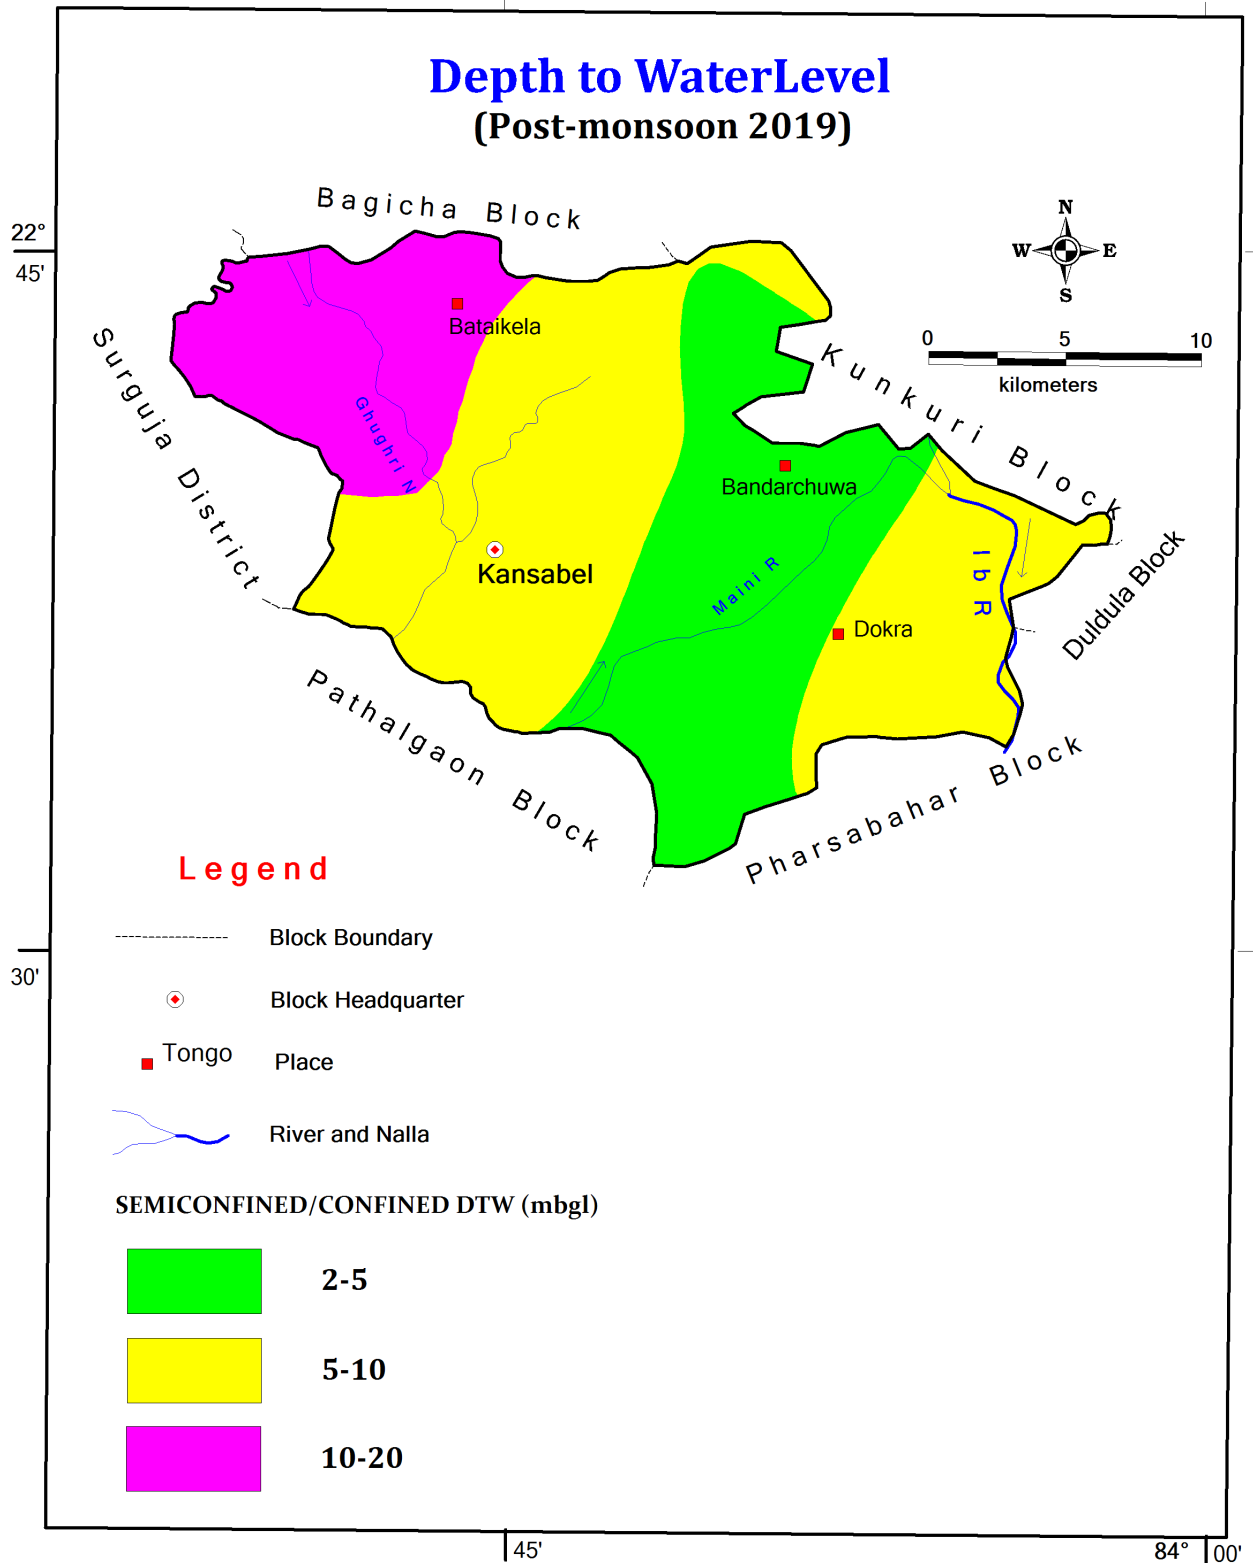 Depth to WaterLevel
(Post-monsoon 2019)
Bagicha Block
N
W E
S
22°
45'
0 5 10
kilometers
Surguja District
Bataikela
Kunkuri Block
Ghughri N
Bandarchuwa
Kansabel
Maini R
Ib R
Duldula Block
Dokra
Pathalgaon Block
Pharsabahar Block
Legend
Block Boundary
30'
Block Headquarter
Tongo Place
River and Nalla
SEMICONFINED/CONFINED DTW (mbgl)
2-5
5-10
10-20
45' 84° 00'